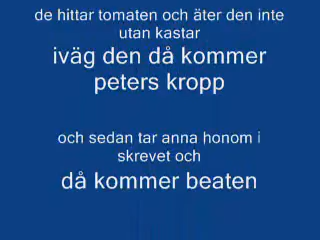 de hittar tomaten och äter den inte
utan kastar
iväg den då kommer
peters kropp
och sedan tar anna honom i
skrevet och
då kommer beaten